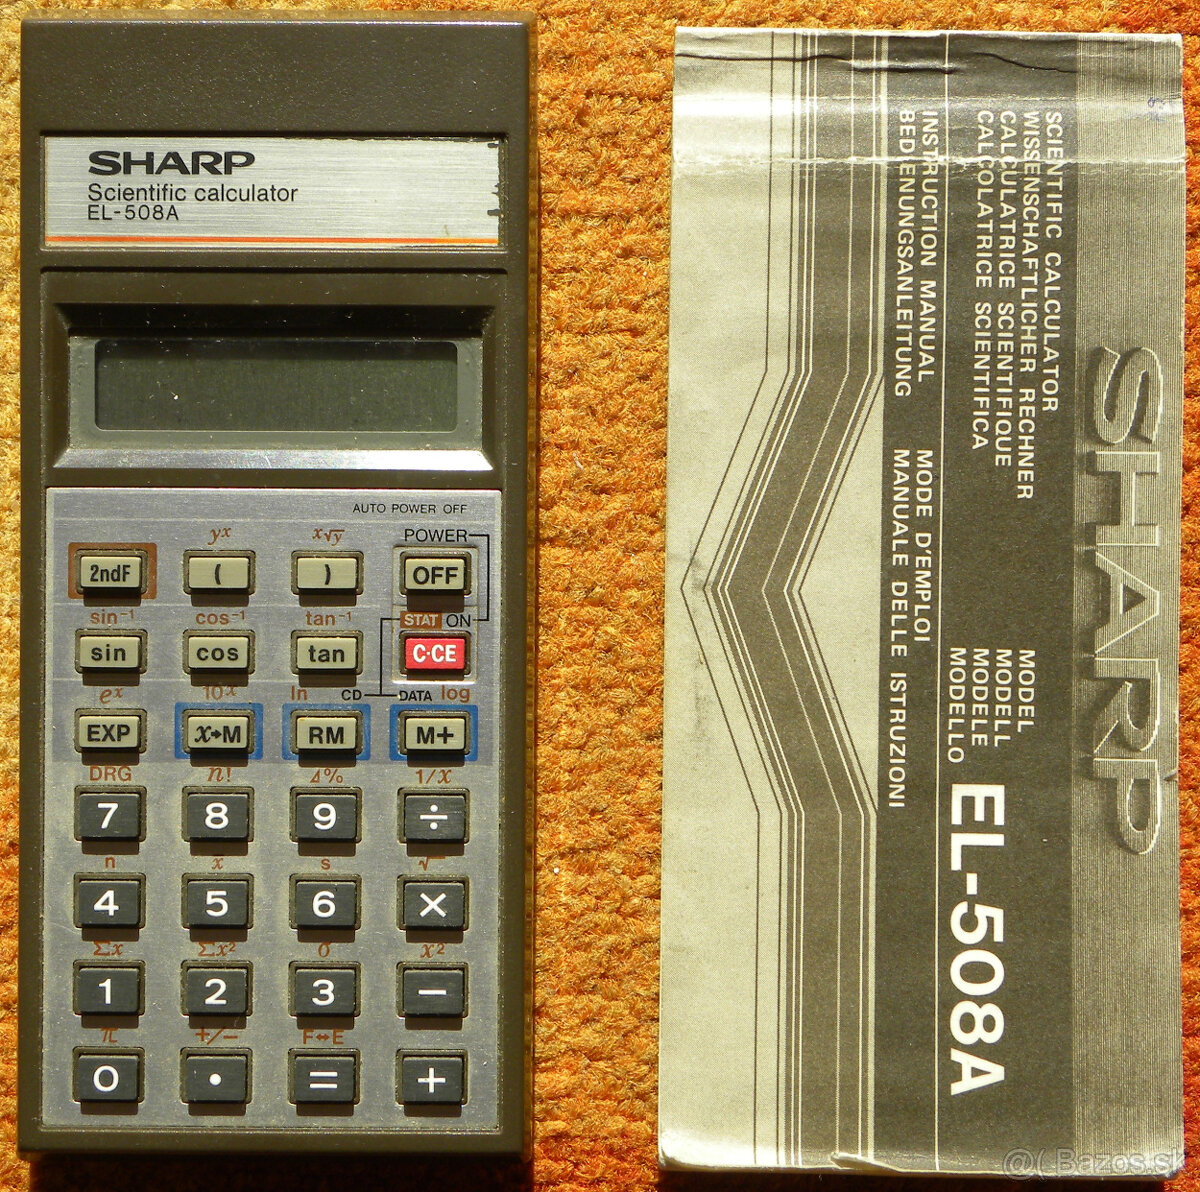 SHARP
Scientific calculator
EL-508A
AUTO POWER OFF
yˣ ˣ√y POWER
2ndF ( ) OFF
sin⁻¹ cos⁻¹ tan⁻¹ STAT ON
sin cos tan C·CE
eˣ 10ˣ ln CD DATA log
EXP x→M RM M+
DRG n! Δ% 1/x
7 8 9 ÷
n x̄ s √
4 5 6 ×
Σx Σx² σ x²
1 2 3 −
π +/− F↔E
0 · = +
SHARP
SCIENTIFIC CALCULATOR
WISSENSCHAFTLICHER RECHNER
CALCULATRICE SCIENTIFIQUE
CALCOLATRICE SCIENTIFICA
MODEL
MODELL
MODELE
MODELLO
EL-508A
INSTRUCTION MANUAL MODE D'EMPLOI
BEDIENUNGSANLEITUNG MANUALE DELLE ISTRUZIONI
Bazos.sk